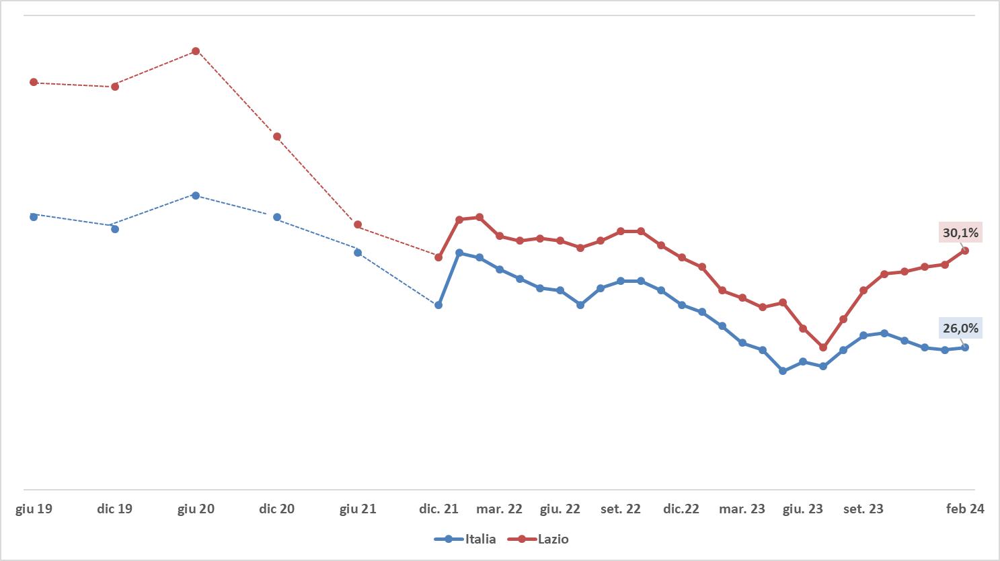 30,1%
26,0%
giu 19 dic 19 giu 20 dic 20 giu 21 dic. 21 mar. 22 giu. 22 set. 22 dic.22 mar. 23 giu. 23 set. 23 feb 24
Italia Lazio